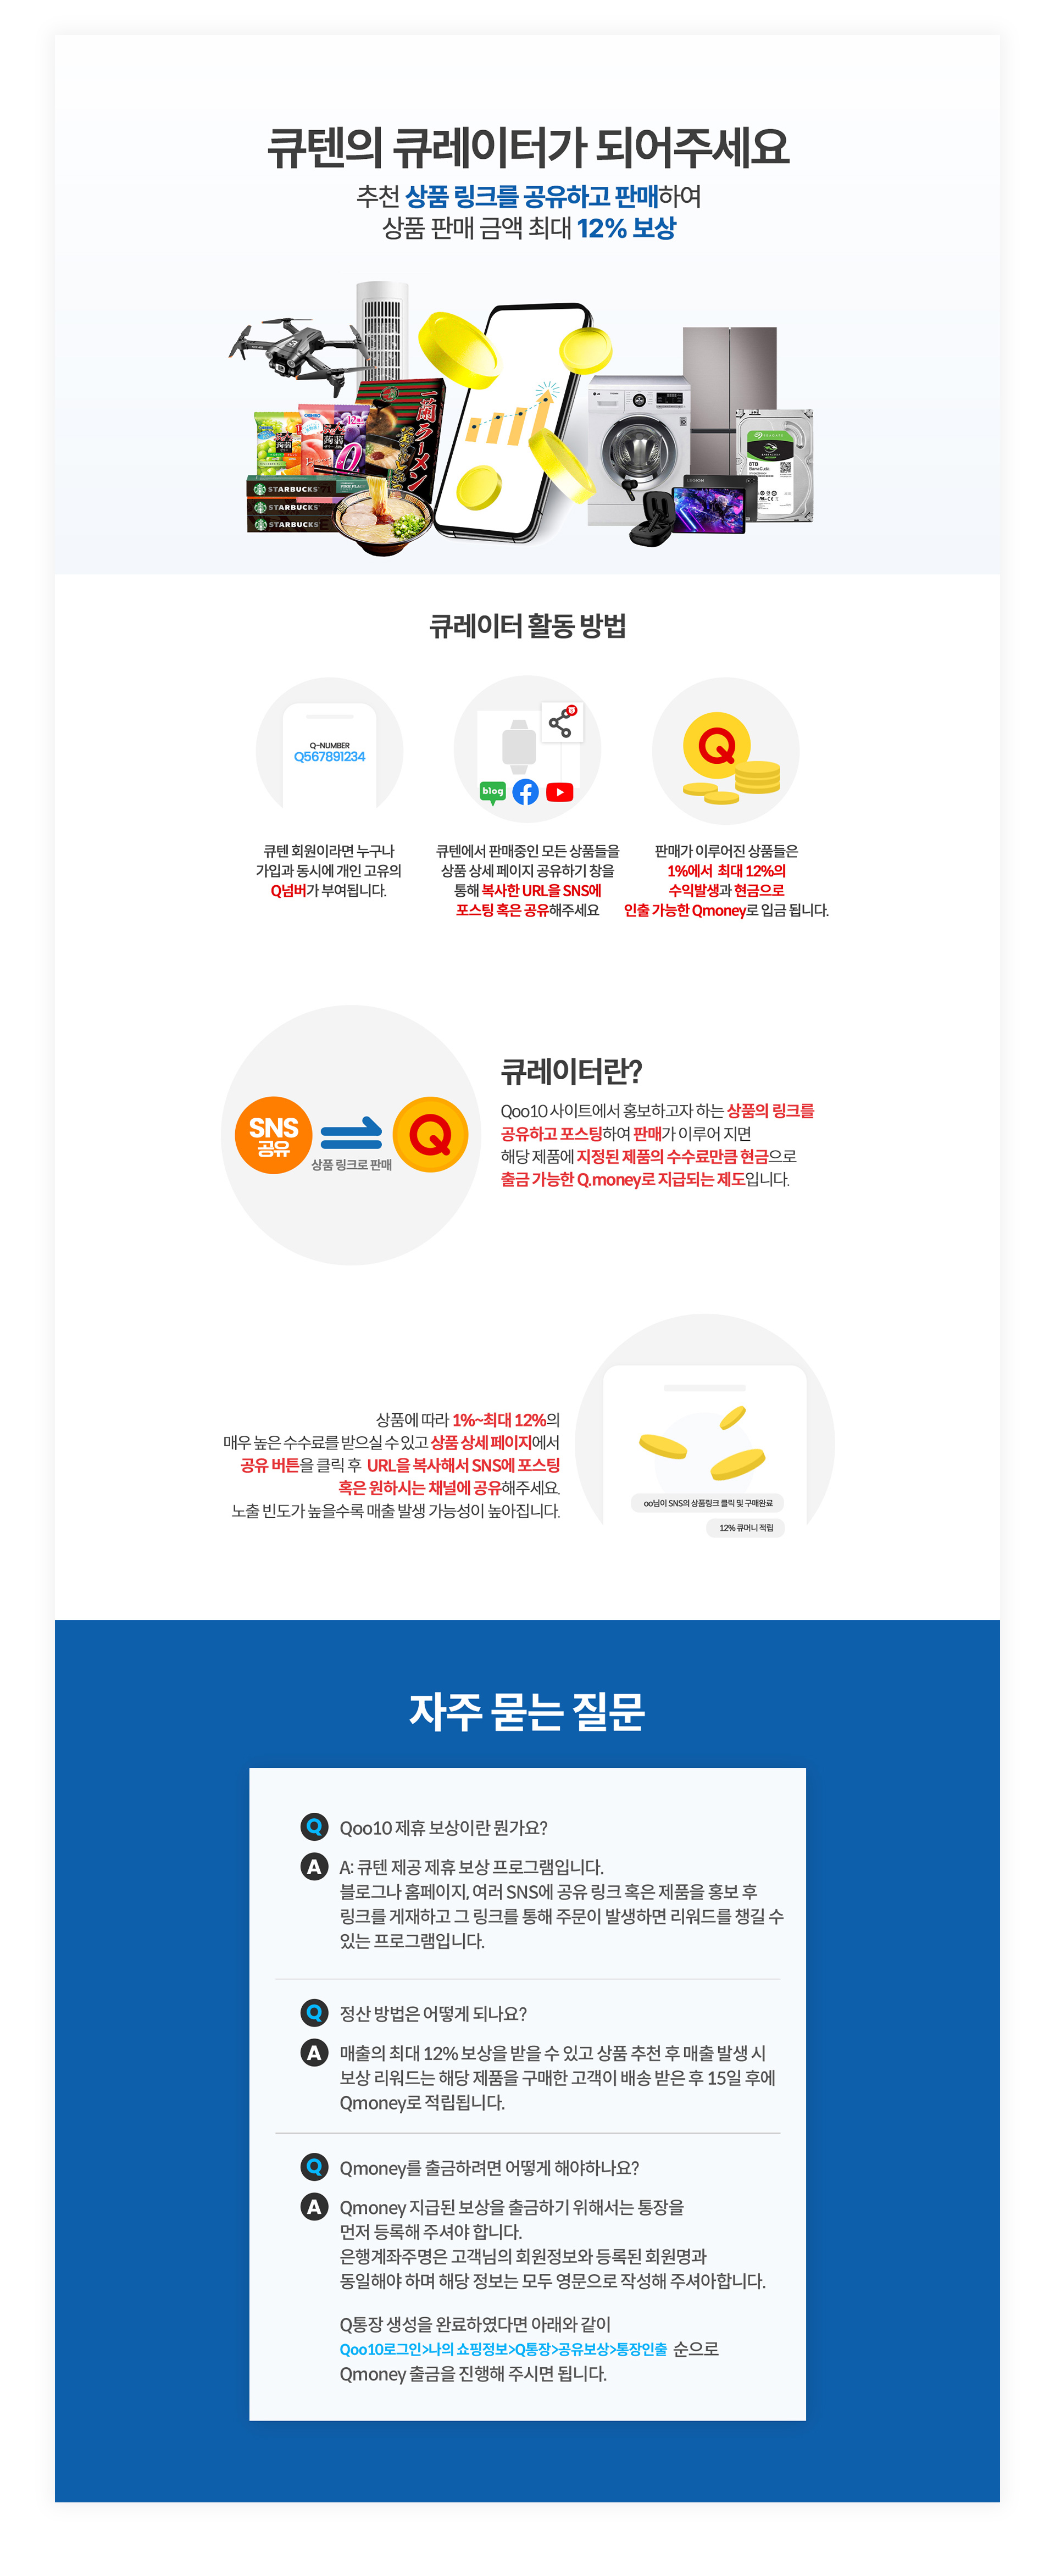 큐텐의 큐레이터가 되어주세요
추천 상품 링크를 공유하고 판매하여
상품 판매 금액 최대 12% 보상
一蘭ラーメン
STARBUCKS
STARBUCKS
STARBUCKS
LG
LEGION
8TB
BarraCuda
큐레이터 활동 방법
Q-NUMBER
Q567891234
blog
큐텐 회원이라면 누구나
가입과 동시에 개인 고유의
Q넘버가 부여됩니다.
큐텐에서 판매중인 모든 상품들을
상품 상세 페이지 공유하기 창을
통해 복사한 URL을 SNS에
포스팅 혹은 공유해주세요
판매가 이루어진 상품들은
1%에서 최대 12%의
수익발생과 현금으로
인출 가능한 Qmoney로 입금 됩니다.
SNS
공유
상품 링크로 판매
큐레이터란?
Qoo10 사이트에서 홍보하고자 하는 상품의 링크를
공유하고 포스팅하여 판매가 이루어 지면
해당 제품에 지정된 제품의 수수료만큼 현금으로
출금 가능한 Q.money로 지급되는 제도입니다.
상품에 따라 1%~최대 12%의
매우 높은 수수료를 받으실 수 있고 상품 상세 페이지에서
공유 버튼을 클릭 후 URL을 복사해서 SNS에 포스팅
혹은 원하시는 채널에 공유해주세요.
노출 빈도가 높을수록 매출 발생 가능성이 높아집니다.
oo님이 SNS의 상품링크 클릭 및 구매완료
12% 큐머니 적립
자주 묻는 질문
Q Qoo10 제휴 보상이란 뭔가요?
A A: 큐텐 제공 제휴 보상 프로그램입니다.
블로그나 홈페이지, 여러 SNS에 공유 링크 혹은 제품을 홍보 후
링크를 게재하고 그 링크를 통해 주문이 발생하면 리워드를 챙길 수
있는 프로그램입니다.
Q 정산 방법은 어떻게 되나요?
A 매출의 최대 12% 보상을 받을 수 있고 상품 추천 후 매출 발생 시
보상 리워드는 해당 제품을 구매한 고객이 배송 받은 후 15일 후에
Qmoney로 적립됩니다.
Q Qmoney를 출금하려면 어떻게 해야하나요?
A Qmoney 지급된 보상을 출금하기 위해서는 통장을
먼저 등록해 주셔야 합니다.
은행계좌주명은 고객님의 회원정보와 등록된 회원명과
동일해야 하며 해당 정보는 모두 영문으로 작성해 주셔야합니다.
Q통장 생성을 완료하였다면 아래와 같이
Qoo10로그인>나의 쇼핑정보>Q통장>공유보상>통장인출 순으로
Qmoney 출금을 진행해 주시면 됩니다.